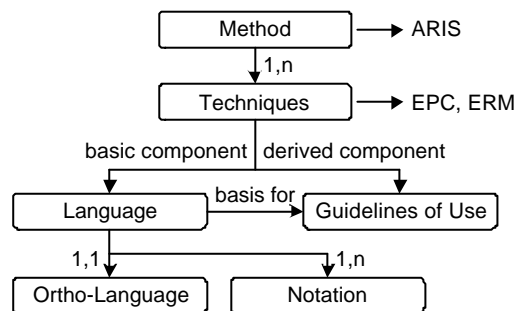 Method ARIS
1,n
Techniques EPC, ERM
basic component derived component
Language basis for Guidelines of Use
1,1 1,n
Ortho-Language Notation